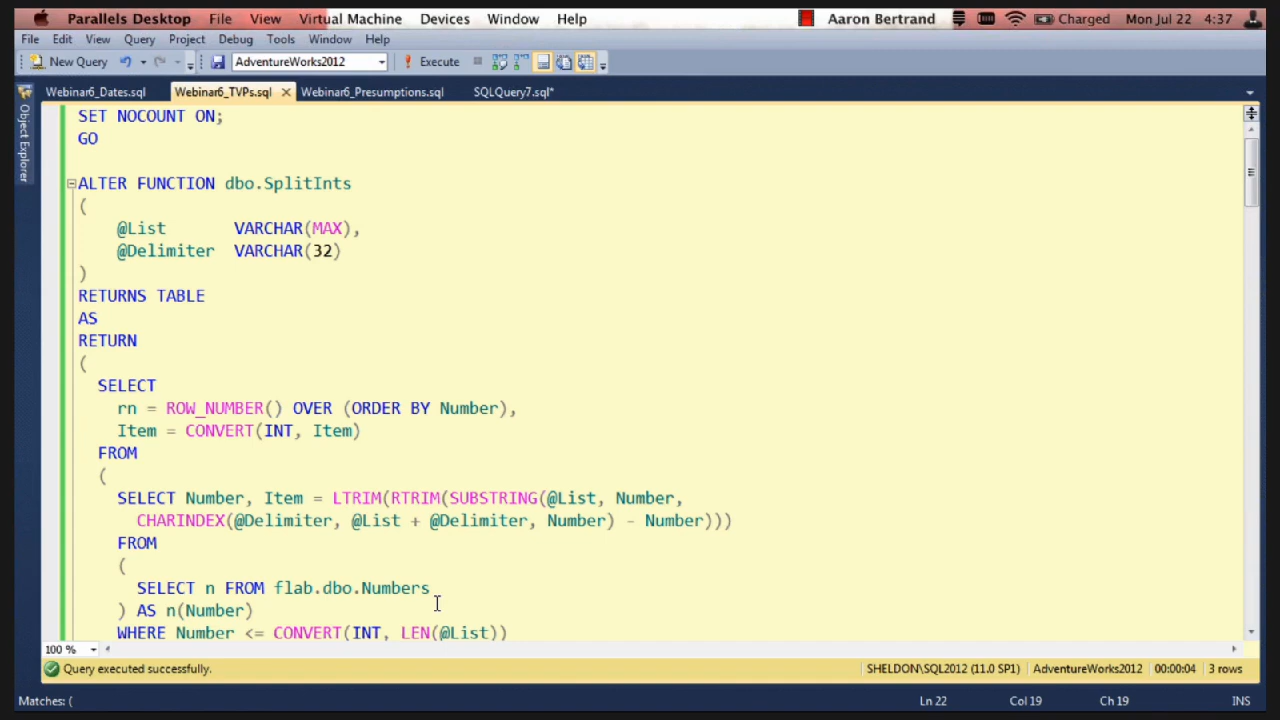 Parallels Desktop File View Virtual Machine Devices Window Help Aaron Bertrand Charged Mon Jul 22 4:37
File Edit View Query Project Debug Tools Window Help
New Query AdventureWorks2012 Execute
Webinar6_Dates.sql Webinar6_TVPs.sql Webinar6_Presumptions.sql SQLQuery7.sql*
Object Explorer
SET NOCOUNT ON;
GO
ALTER FUNCTION dbo.SplitInts
(
@List VARCHAR(MAX),
@Delimiter VARCHAR(32)
)
RETURNS TABLE
AS
RETURN
(
SELECT
rn = ROW_NUMBER() OVER (ORDER BY Number),
Item = CONVERT(INT, Item)
FROM
(
SELECT Number, Item = LTRIM(RTRIM(SUBSTRING(@List, Number,
CHARINDEX(@Delimiter, @List + @Delimiter, Number) - Number)))
FROM
(
SELECT n FROM flab.dbo.Numbers
) AS n(Number)
WHERE Number <= CONVERT(INT, LEN(@List))
100 %
Query executed successfully. SHELDON\SQL2012 (11.0 SP1) AdventureWorks2012 00:00:04 3 rows
Matches: ( Ln 22 Col 19 Ch 19 INS